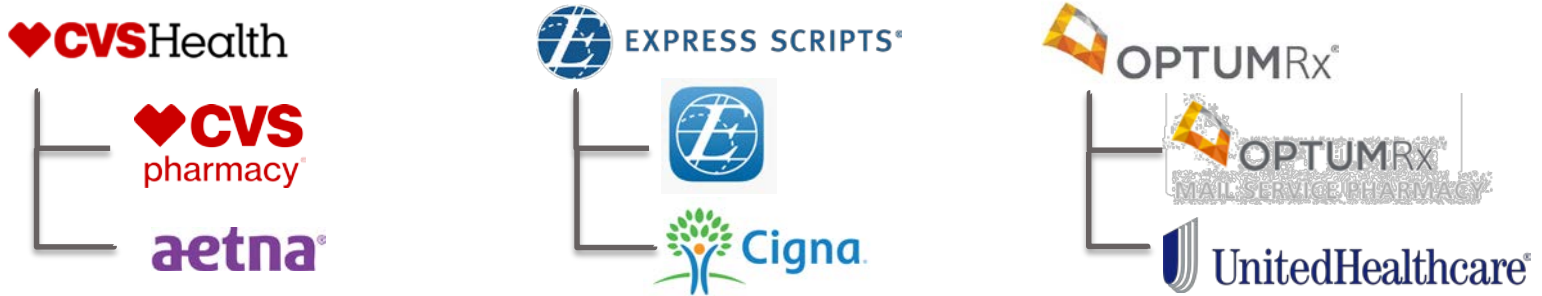 CVSHealth
CVS
pharmacy®
aetna®
E EXPRESS SCRIPTS®
E
Cigna.
OPTUMRx®
OPTUMRx
MAIL SERVICE PHARMACY
UnitedHealthcare®